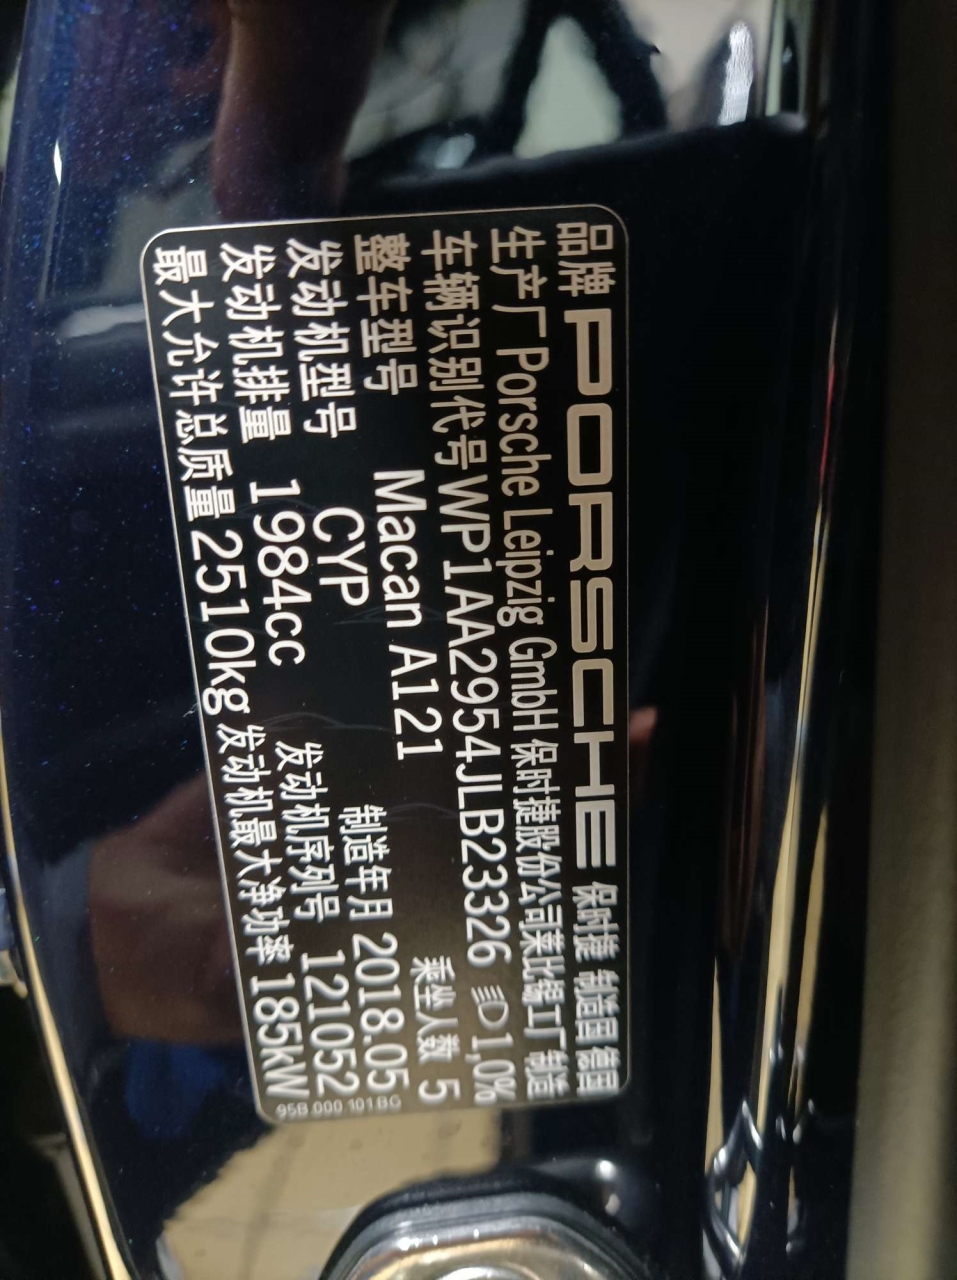 品牌 PORSCHE 保时捷 制造国 德国
生产厂 Porsche Leipzig GmbH 保时捷股份公司莱比锡工厂 制造
车辆识别代号 WP1AA2954JLB23326 1,0%
整车型号 Macan A121 乘坐人数 5
发动机型号 CYP 制造年月 2018.05
发动机排量 1984cc 发动机序列号 121052
最大允许总质量 2510kg 发动机最大净功率 185kW
95B 000 101 BG